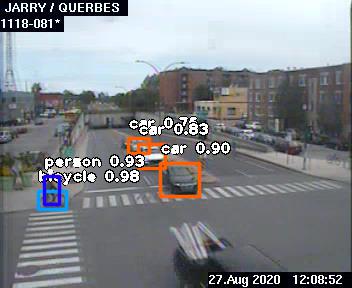 JARRY / QUERBES
1118-081*
car 0.75
car 0.83
car 0.90
person 0.93
bicycle 0.98
27.Aug 2020 12:08:52